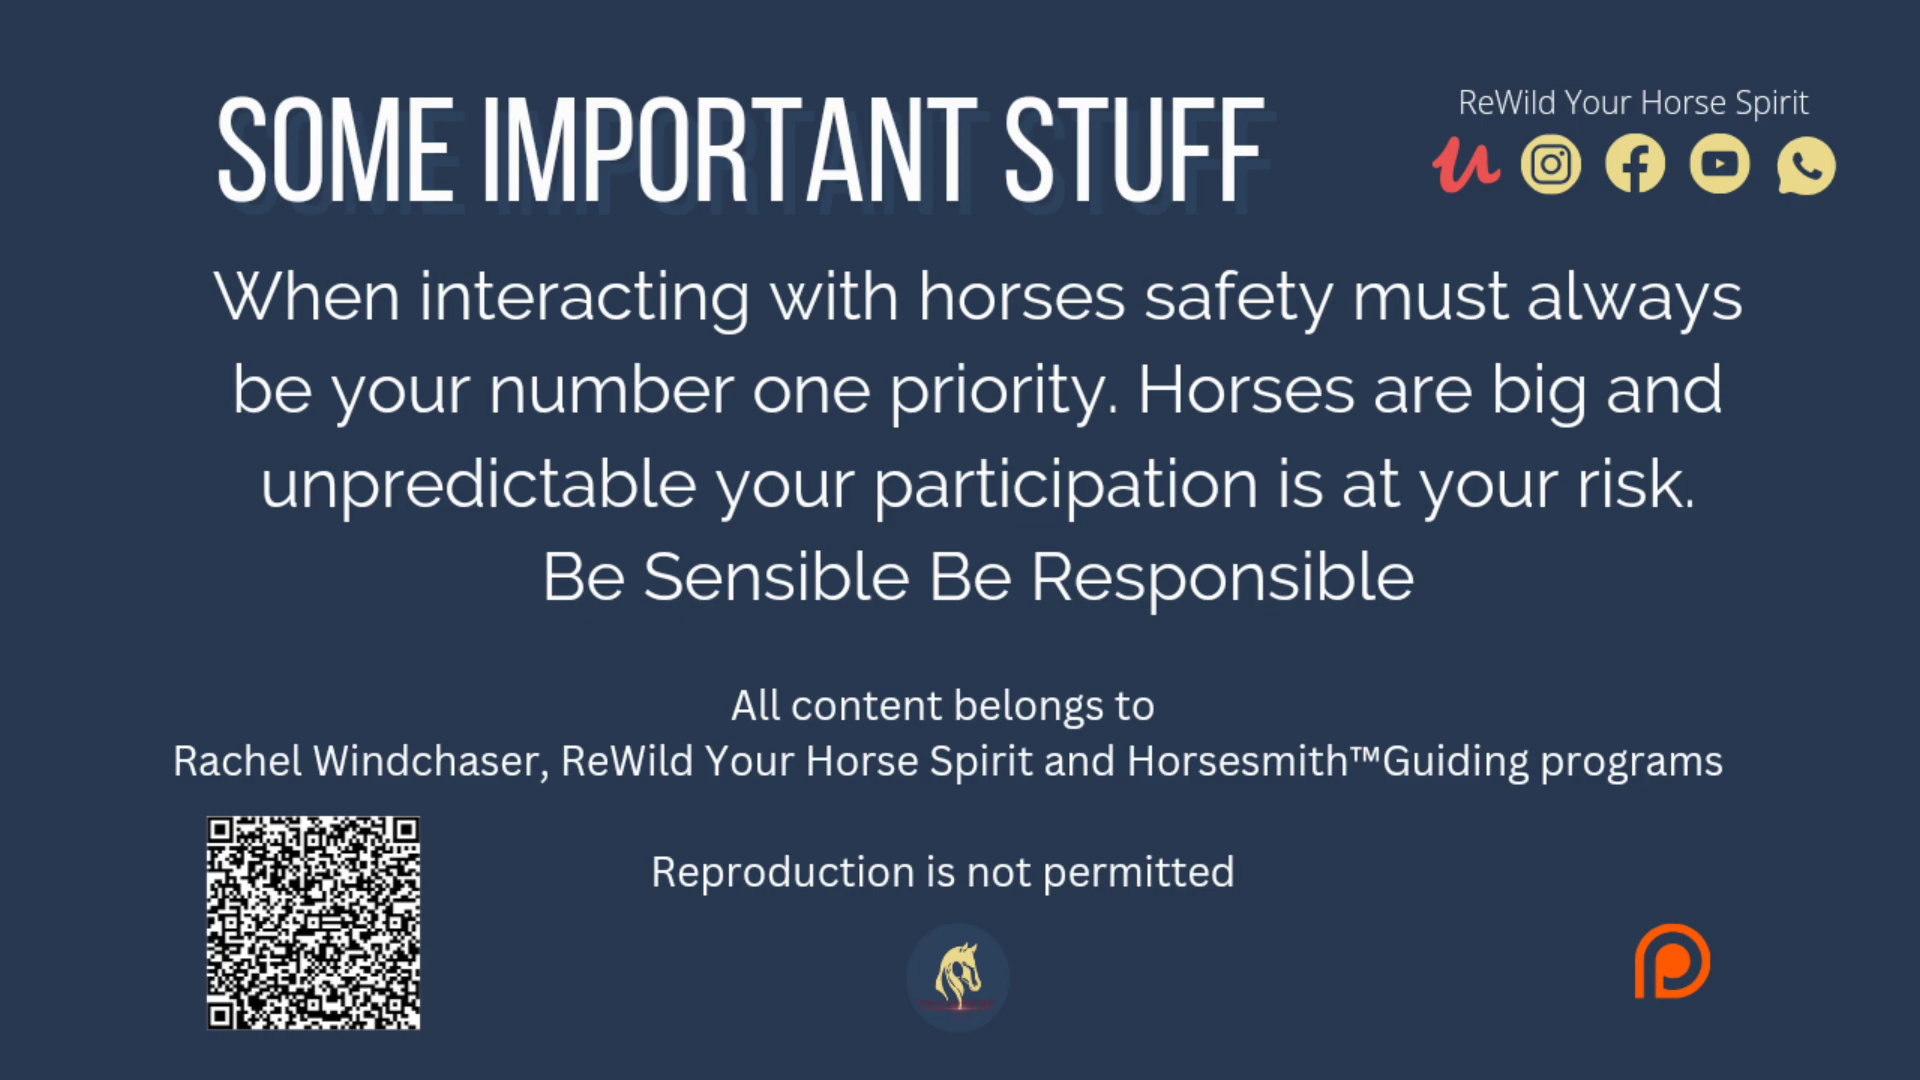 SOME IMPORTANT STUFF
ReWild Your Horse Spirit
When interacting with horses safety must always
be your number one priority. Horses are big and
unpredictable your participation is at your risk.
Be Sensible Be Responsible
All content belongs to
Rachel Windchaser, ReWild Your Horse Spirit and Horsesmith™Guiding programs
Reproduction is not permitted